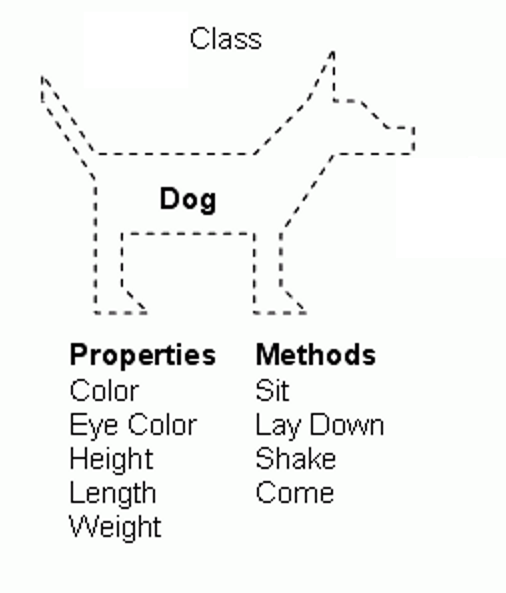 Class
Dog
Properties
Color
Eye Color
Height
Length
Weight
Methods
Sit
Lay Down
Shake
Come